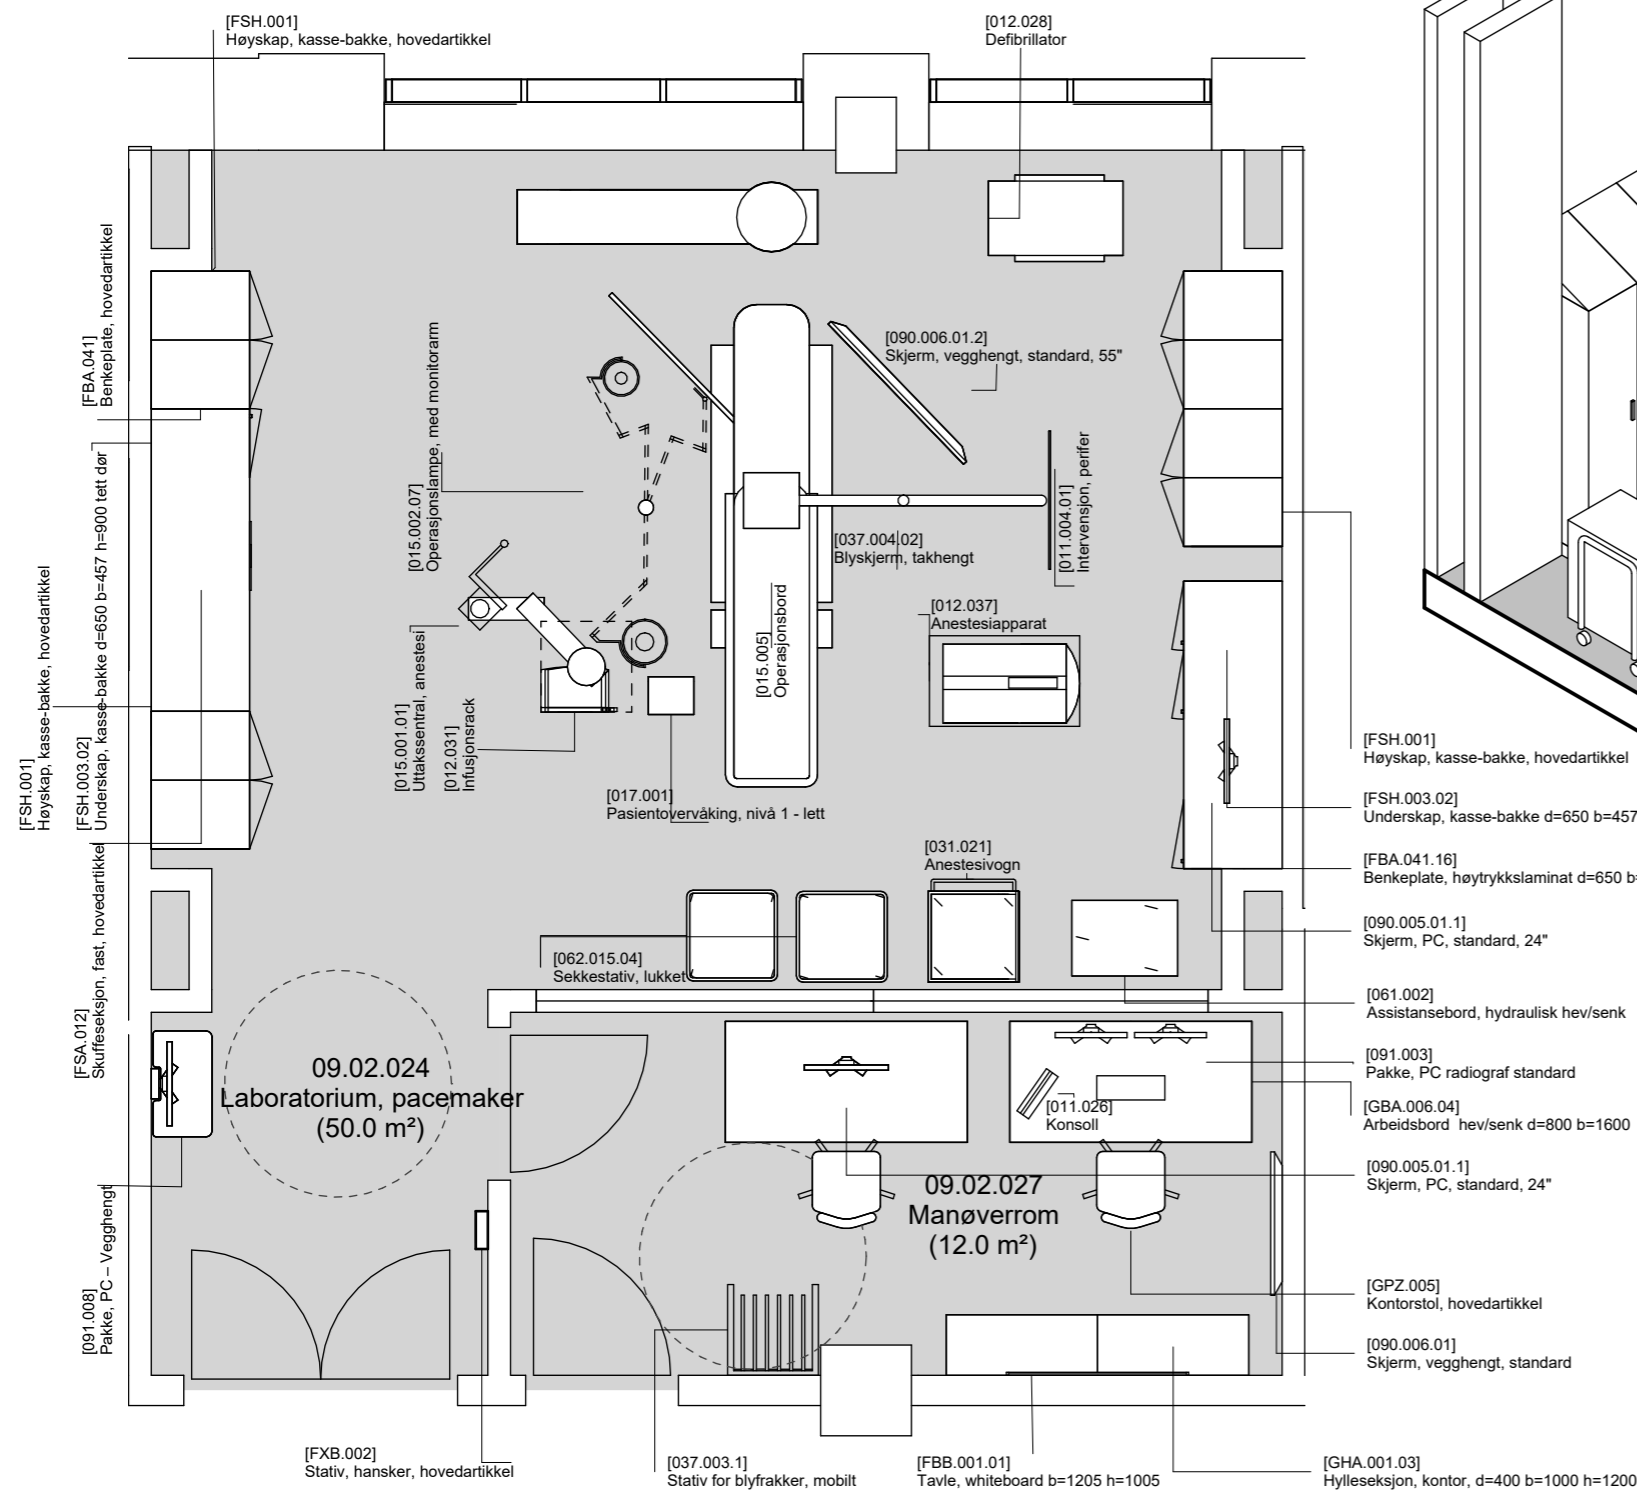 [FSH.001]
Høyskap, kasse-bakke, hovedartikkel
[012.028]
Defibrillator
[FBA.041]
Benkeplate, hovedartikkel
[015.002.07]
Operasjonslampe, med monitorarm
[090.006.01.2]
Skjerm, vegghengt, standard, 55"
[011.004.01]
Intervensjon, perifer
[037.004.02]
Blyskjerm, takhengt
[FSH.001]
Høyskap, kasse-bakke, hovedartikel
[FSH.003.02]
Underskap, kasse-bakke d=650 b=457 h=900 tett dør
[015.001.01]
Uttakssentral, anestesi
[012.031]
Infusjonsrack
[015.005]
Operasjonsbord
[012.037]
Anestesiapparat
[017.001]
Pasientovervåking, nivå 1 - lett
[FSH.001]
Høyskap, kasse-bakke, hovedartikkel
[FSH.003.02]
Underskap, kasse-bakke d=650 b=457
[FBA.041.16]
Benkeplate, høytrykkslaminat d=650 b=
[031.021]
Anestesivogn
[090.005.01.1]
Skjerm, PC, standard, 24"
[062.015.04]
Sekkestativ, lukket
[FSA.012]
Skuffeseksjon, fast, hovedartikkel
[061.002]
Assistansebord, hydraulisk hev/senk
09.02.024
Laboratorium, pacemaker
(50.0 m²)
[091.003]
Pakke, PC radiograf standard
[011.026]
Konsoll
[GBA.006.04]
Arbeidsbord hev/senk d=800 b=1600
[090.005.01.1]
Skjerm, PC, standard, 24"
09.02.027
Manøverrom
(12.0 m²)
[091.008]
Pakke, PC – Vegghengt
[GPZ.005]
Kontorstol, hovedartikkel
[090.006.01]
Skjerm, vegghengt, standard
[FXB.002]
Stativ, hansker, hovedartikkel
[037.003.1]
Stativ for blyfrakker, mobilt
[FBB.001.01]
Tavle, whiteboard b=1205 h=1005
[GHA.001.03]
Hylleseksjon, kontor, d=400 b=1000 h=1200